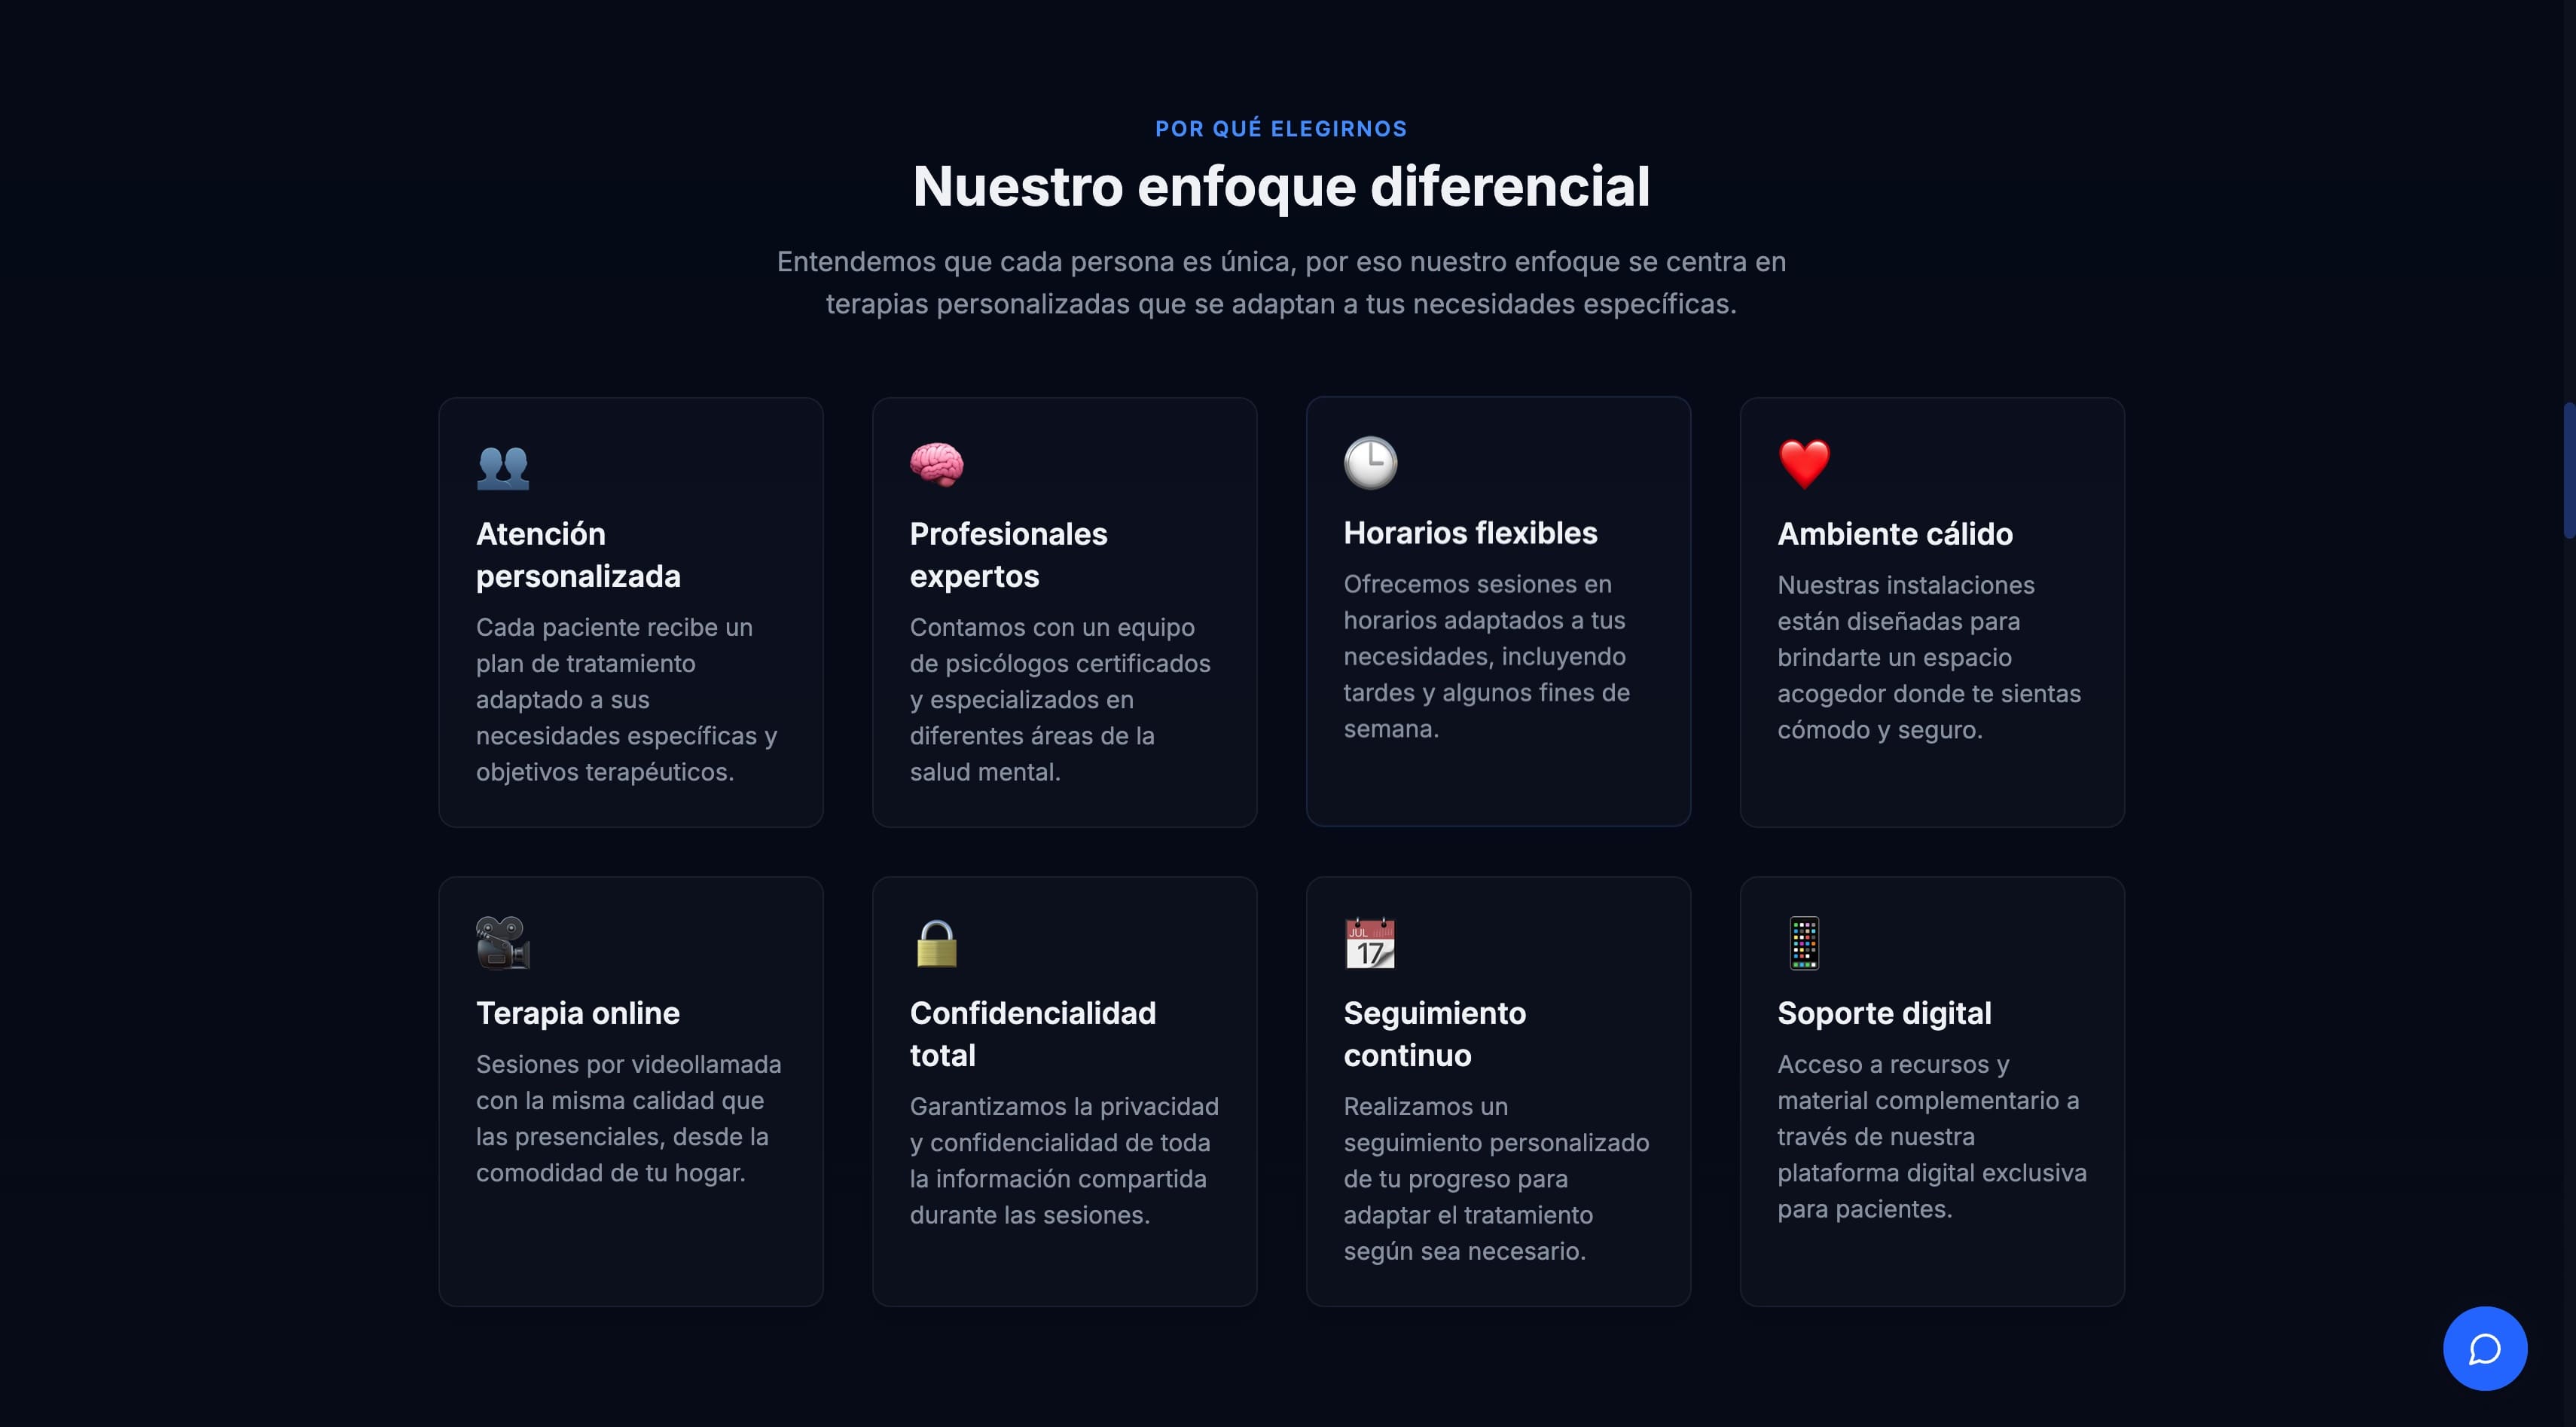 POR QUÉ ELEGIRNOS
Nuestro enfoque diferencial
Entendemos que cada persona es única, por eso nuestro enfoque se centra en
terapias personalizadas que se adaptan a tus necesidades específicas.
Atención
personalizada
Cada paciente recibe un
plan de tratamiento
adaptado a sus
necesidades específicas y
objetivos terapéuticos.
Profesionales
expertos
Contamos con un equipo
de psicólogos certificados
y especializados en
diferentes áreas de la
salud mental.
Horarios flexibles
Ofrecemos sesiones en
horarios adaptados a tus
necesidades, incluyendo
tardes y algunos fines de
semana.
Ambiente cálido
Nuestras instalaciones
están diseñadas para
brindarte un espacio
acogedor donde te sientas
cómodo y seguro.
Terapia online
Sesiones por videollamada
con la misma calidad que
las presenciales, desde la
comodidad de tu hogar.
Confidencialidad
total
Garantizamos la privacidad
y confidencialidad de toda
la información compartida
durante las sesiones.
JUL
17
Seguimiento
continuo
Realizamos un
seguimiento personalizado
de tu progreso para
adaptar el tratamiento
según sea necesario.
Soporte digital
Acceso a recursos y
material complementario a
través de nuestra
plataforma digital exclusiva
para pacientes.